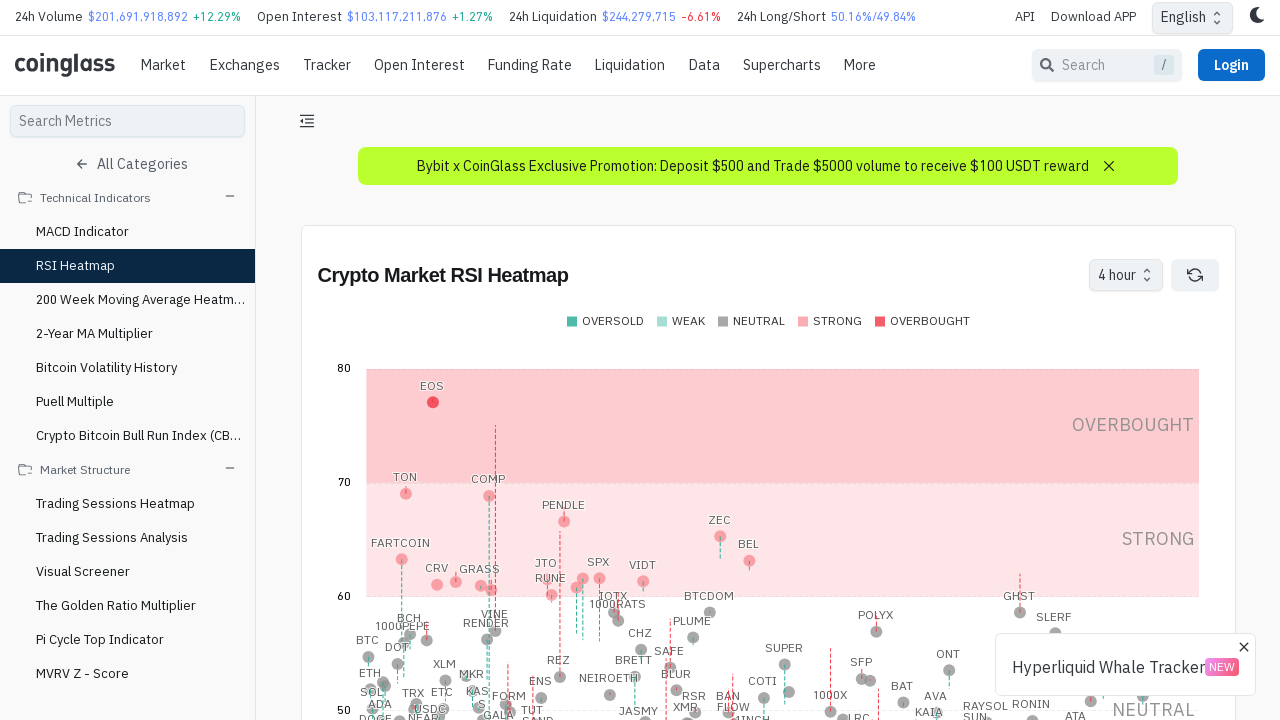 24h Volume $201,691,918,892 +12.29% Open Interest $103,117,211,876 +1.27% 24h Liquidation $244,279,715 -6.61% 24h Long/Short 50.16%/49.84% API Download APP English
coinglass Market Exchanges Tracker Open Interest Funding Rate Liquidation Data Supercharts More Search / Login
Search Metrics
All Categories
Technical Indicators
MACD Indicator
RSI Heatmap
200 Week Moving Average Heatm...
2-Year MA Multiplier
Bitcoin Volatility History
Puell Multiple
Crypto Bitcoin Bull Run Index (CB...
Market Structure
Trading Sessions Heatmap
Trading Sessions Analysis
Visual Screener
The Golden Ratio Multiplier
Pi Cycle Top Indicator
MVRV Z - Score
Bybit x CoinGlass Exclusive Promotion: Deposit $500 and Trade $5000 volume to receive $100 USDT reward
Crypto Market RSI Heatmap
4 hour
OVERSOLD WEAK NEUTRAL STRONG OVERBOUGHT
80
EOS
OVERBOUGHT
TON COMP
70
PENDLE
ZEC
STRONG
FARTCOIN BEL
CRV GRASS JTO SPX VIDT
RUNE
60 IOTX BTCDOM GHST
1000RATS
BCH VINE POLYX SLERF
1000PEPE RENDER PLUME
BTC DOT CHZ SAFE SUPER ONT
XLM REZ BRETT SFP
ETH MKR ENS NEIROETH BLUR COTI BAT
SOL TRX ETC KAS FORM RSR BAN 1000X AVA
ADA USDC S TUT JASMY XMR FLOW KAIA RAYSOL RONIN
50 DOGE NEAR GALA SAND 1INCH LRC SUN ATA NEUTRAL
Hyperliquid Whale Tracker NEW